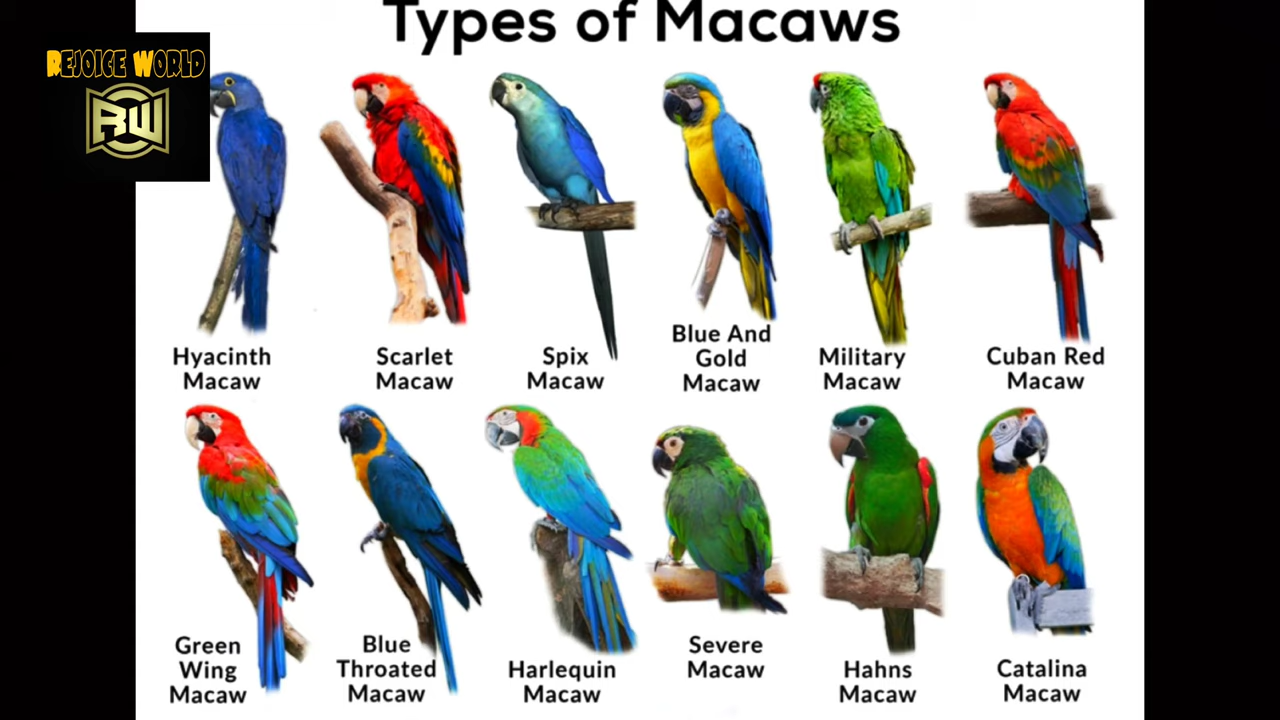 Types of Macaws
REJOICE WORLD
RW
Hyacinth
Macaw
Scarlet
Macaw
Spix
Macaw
Blue And
Gold
Macaw
Military
Macaw
Cuban Red
Macaw
Green
Wing
Macaw
Blue
Throated
Macaw
Harlequin
Macaw
Severe
Macaw
Hahns
Macaw
Catalina
Macaw